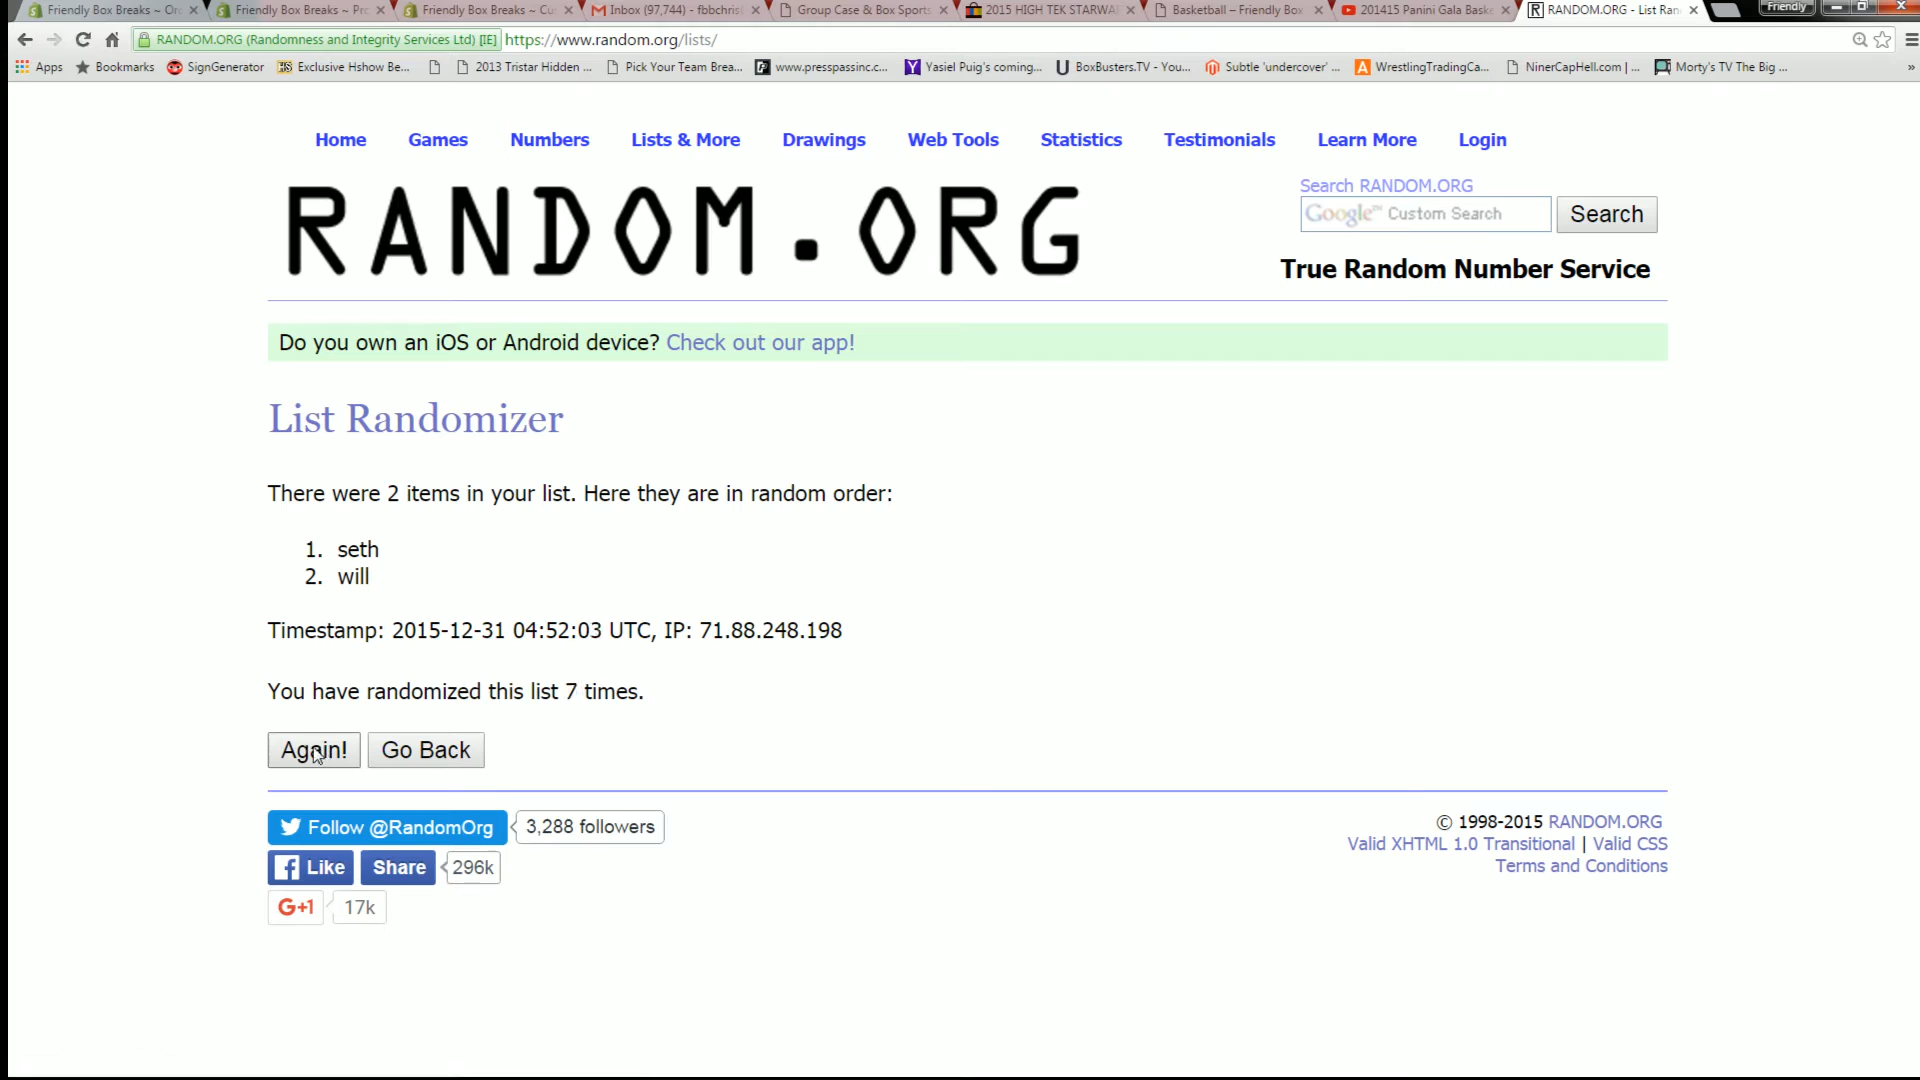 Friendly Box Breaks ~ Or
Friendly Box Breaks ~ Pro
Friendly Box Breaks ~ Cu
Inbox (97,744) - fbbchris
Group Case & Box Sports
2015 HIGH TEK STARWA
Basketball – Friendly Box
201415 Panini Gala Baske
RANDOM.ORG - List Ran
Friendly
RANDOM.ORG (Randomness and Integrity Services Ltd) [IE] https://www.random.org/lists/
Apps Bookmarks SignGenerator Exclusive Hshow Be... 2013 Tristar Hidden ... Pick Your Team Brea... www.presspassinc.c... Yasiel Puig's coming... BoxBusters.TV - You... Subtle 'undercover' ... WrestlingTradingCa... NinerCapHell.com | ... Morty's TV The Big ... »
Home Games Numbers Lists & More Drawings Web Tools Statistics Testimonials Learn More Login
RANDOM.ORG
Search RANDOM.ORG
Google™ Custom Search Search
True Random Number Service
Do you own an iOS or Android device? Check out our app!
List Randomizer
There were 2 items in your list. Here they are in random order:
1. seth
2. will
Timestamp: 2015-12-31 04:52:03 UTC, IP: 71.88.248.198
You have randomized this list 7 times.
Again! Go Back
Follow @RandomOrg 3,288 followers
Like Share 296k
G+1 17k
© 1998-2015 RANDOM.ORG
Valid XHTML 1.0 Transitional | Valid CSS
Terms and Conditions